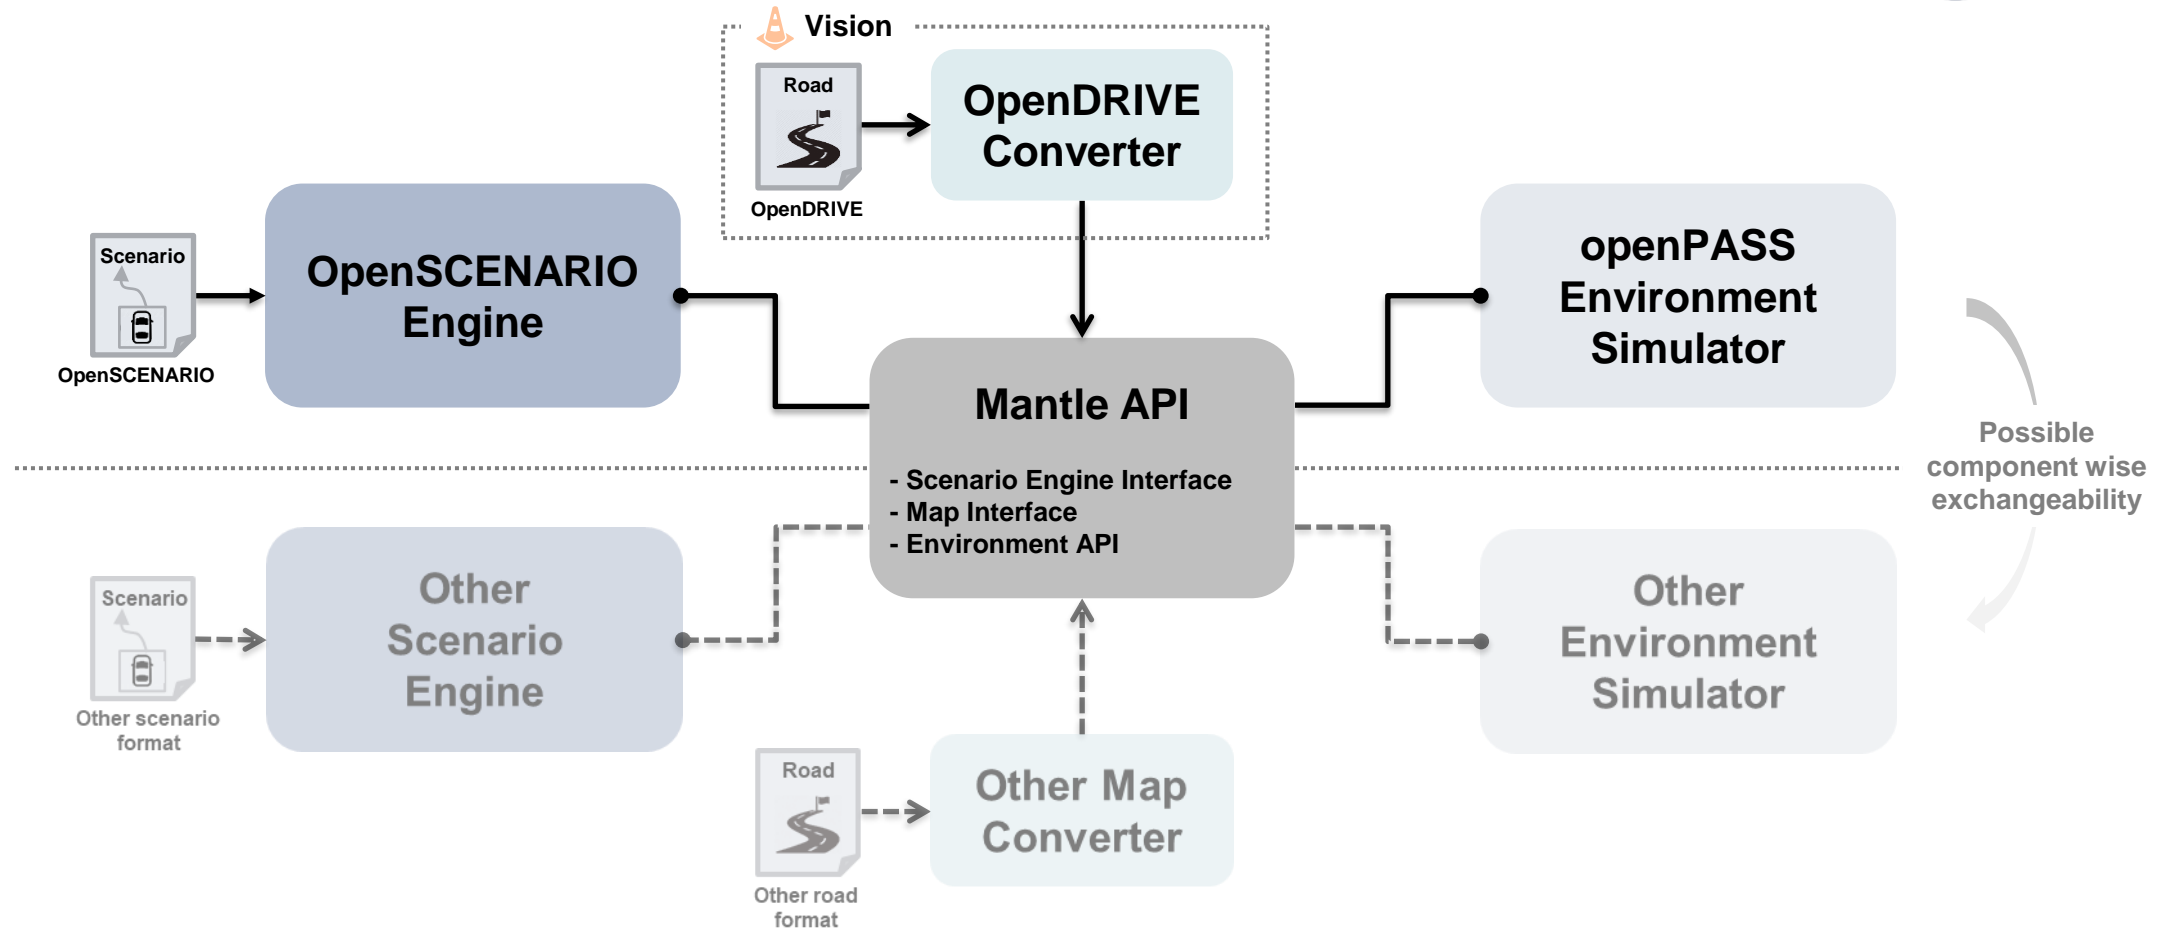 Vision
Road
OpenDRIVE
Converter
OpenDRIVE
Scenario
OpenSCENARIO
OpenSCENARIO
Engine
openPASS
Environment
Simulator
Mantle API
- Scenario Engine Interface
- Map Interface
- Environment API
Possible
component wise
exchangeability
Scenario
Other scenario
format
Other
Scenario
Engine
Other
Environment
Simulator
Road
Other road
format
Other Map
Converter